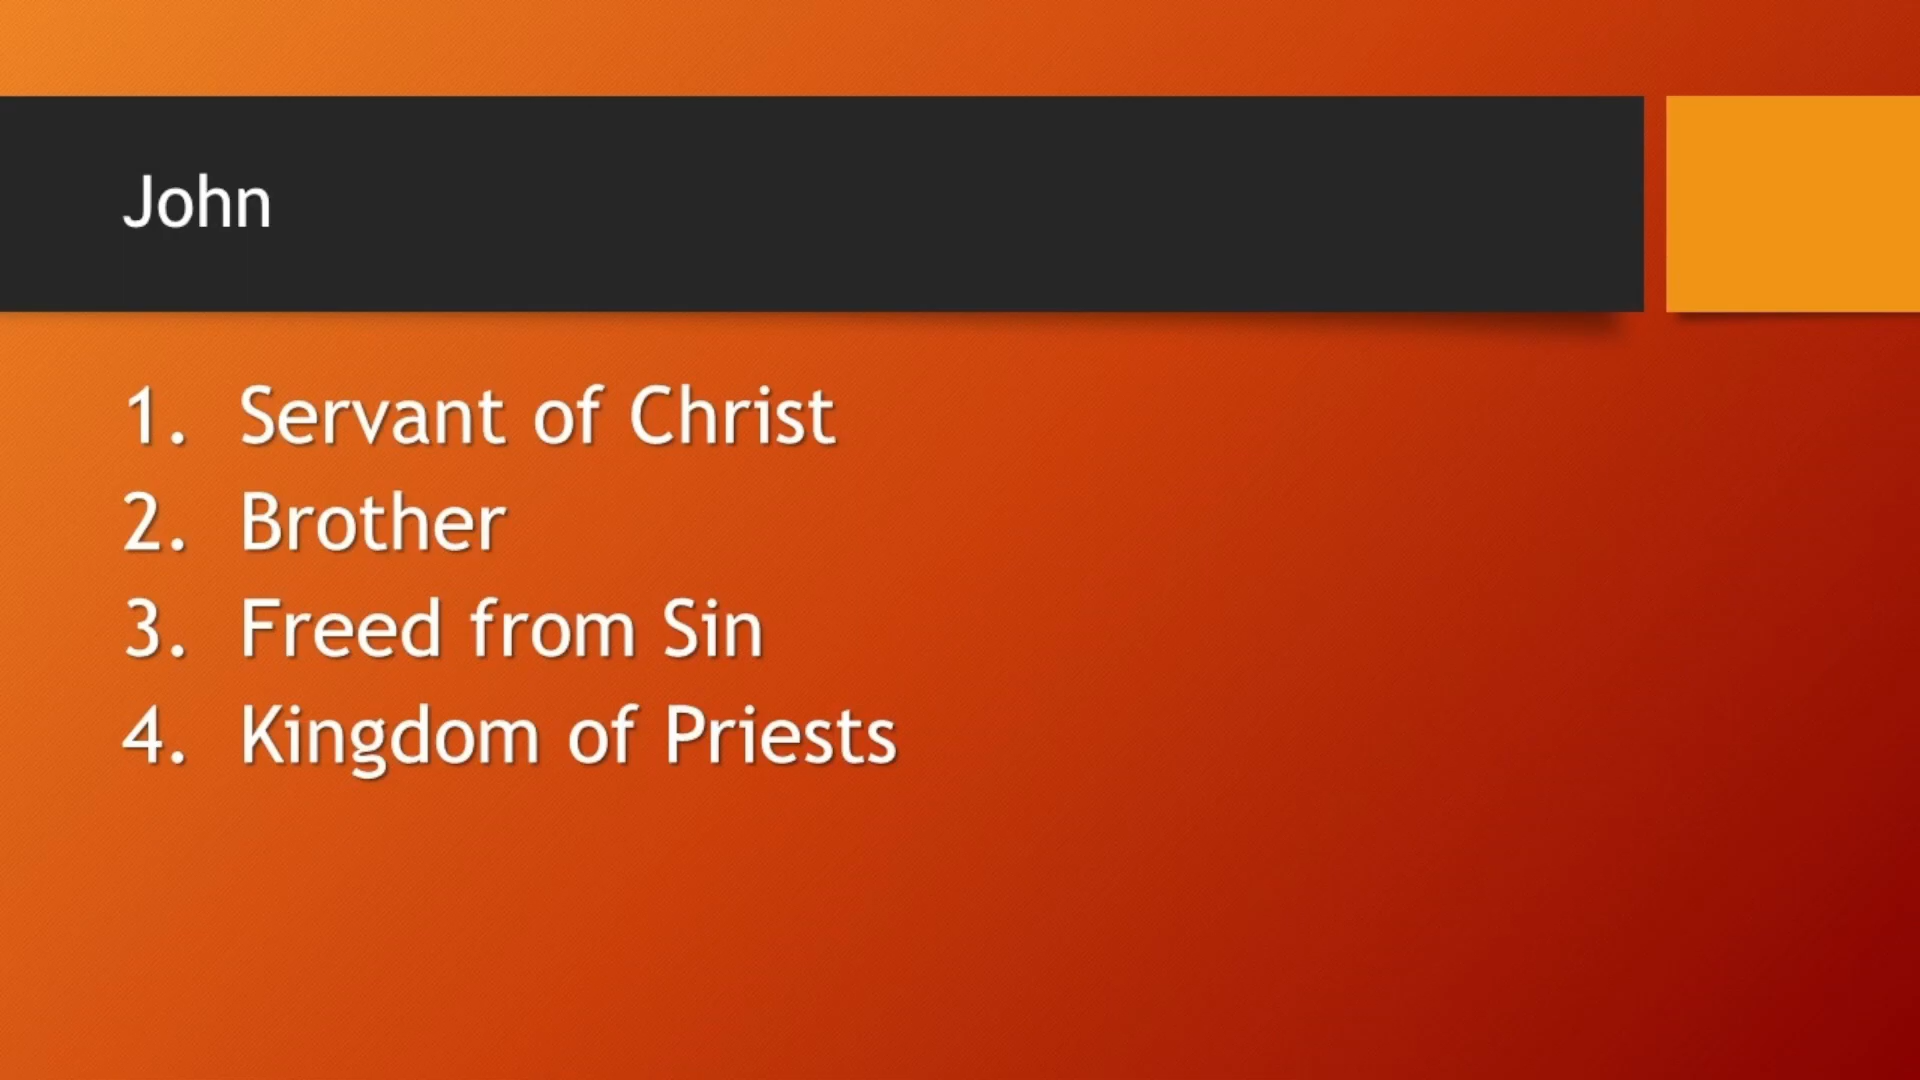 John
1. Servant of Christ
2. Brother
3. Freed from Sin
4. Kingdom of Priests